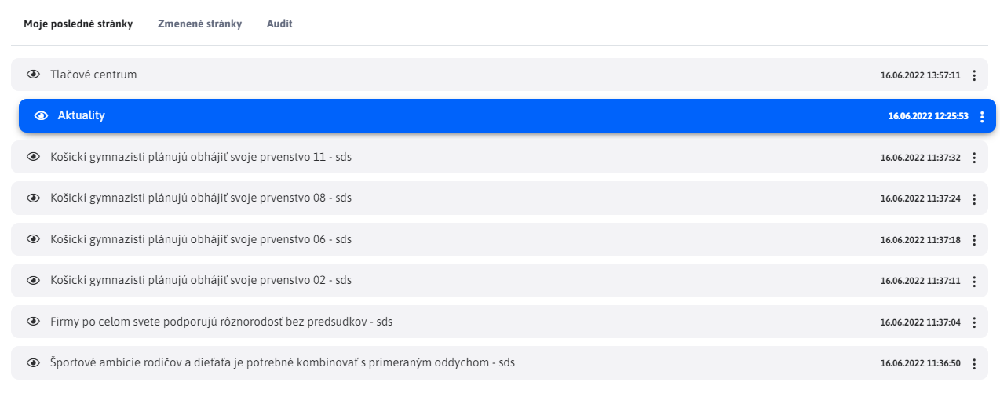 Moje posledné stránky Zmenené stránky Audit
Tlačové centrum 16.06.2022 13:57:11
Aktuality 16.06.2022 12:25:53
Košickí gymnazisti plánujú obhájiť svoje prvenstvo 11 - sds 16.06.2022 11:37:32
Košickí gymnazisti plánujú obhájiť svoje prvenstvo 08 - sds 16.06.2022 11:37:24
Košickí gymnazisti plánujú obhájiť svoje prvenstvo 06 - sds 16.06.2022 11:37:18
Košickí gymnazisti plánujú obhájiť svoje prvenstvo 02 - sds 16.06.2022 11:37:11
Firmy po celom svete podporujú rôznorodosť bez predsudkov - sds 16.06.2022 11:37:04
Športové ambície rodičov a dieťaťa je potrebné kombinovať s primeraným oddychom - sds 16.06.2022 11:36:50